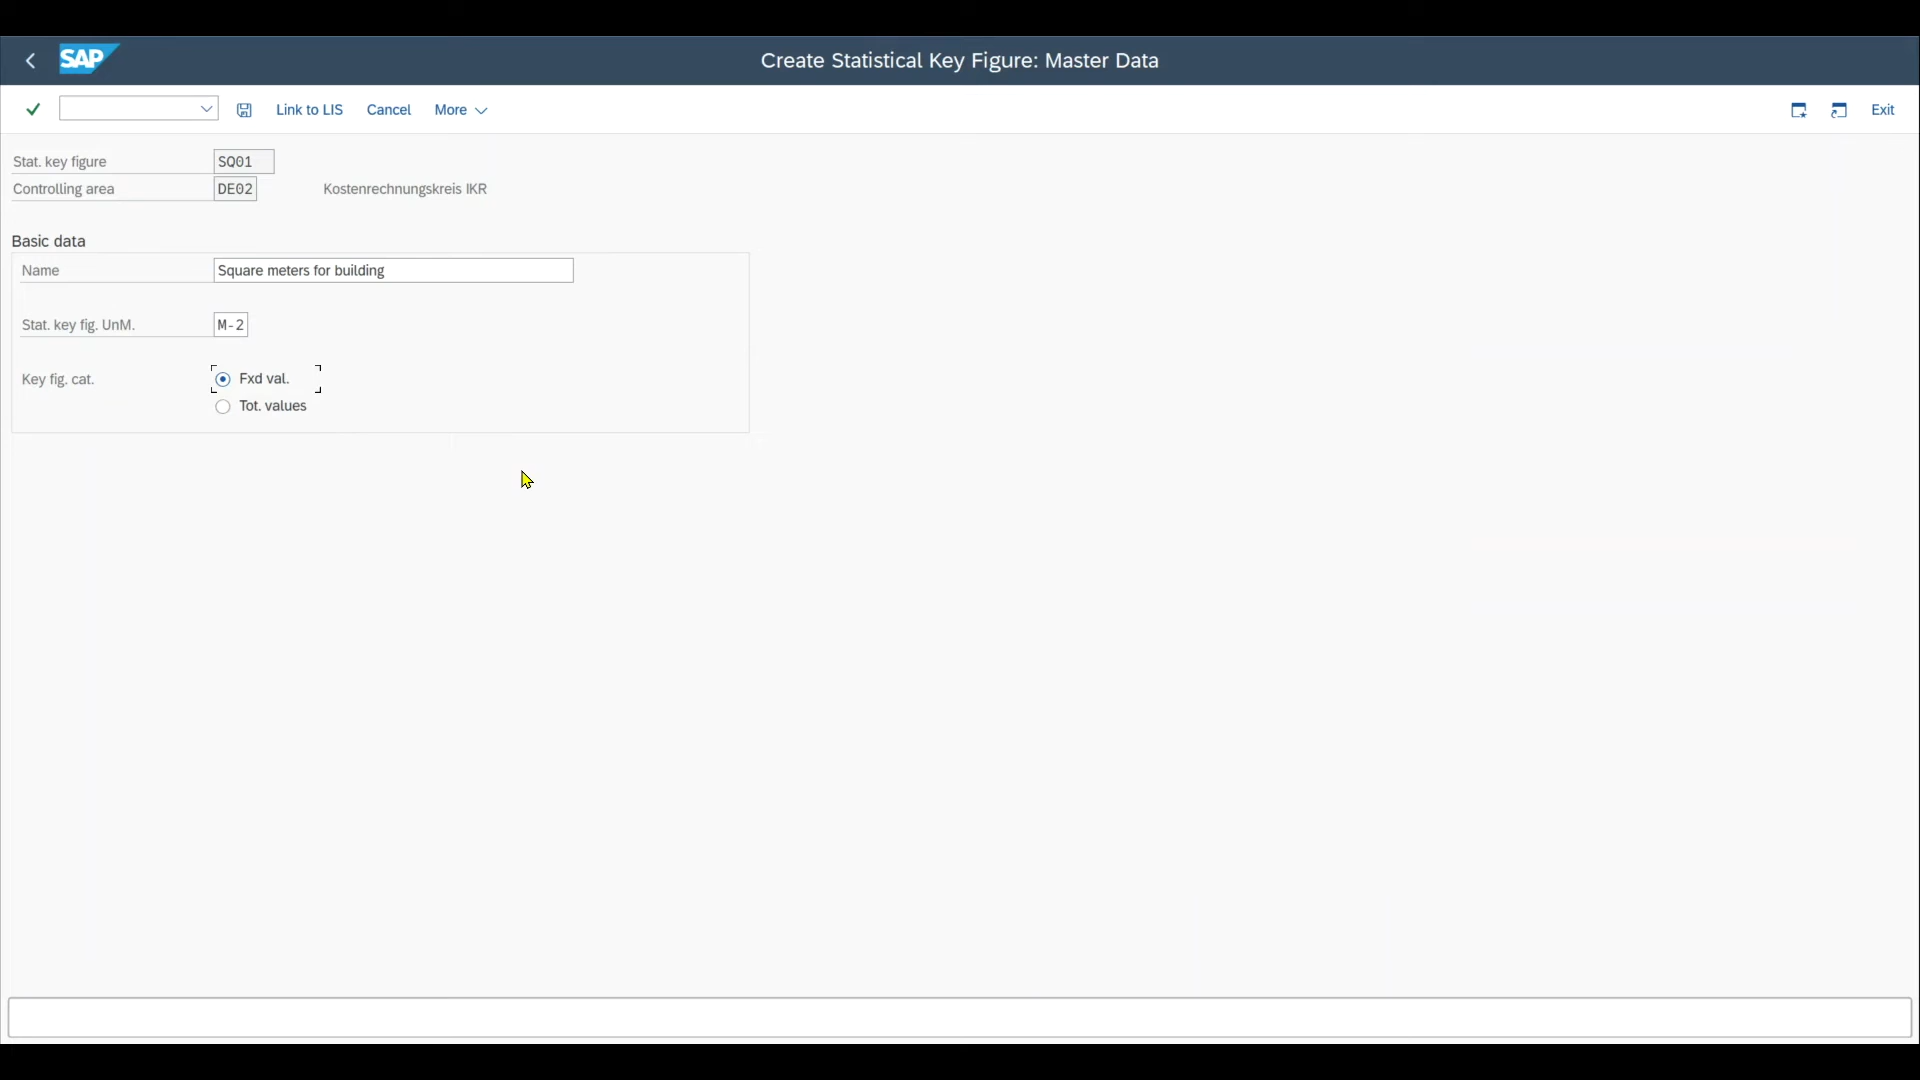 SAP
Create Statistical Key Figure: Master Data
Link to LIS Cancel More Exit
Stat. key figure SQ01
Controlling area DE02 Kostenrechnungskreis IKR
Basic data
Name Square meters for building
Stat. key fig. UnM. M-2
Key fig. cat. Fxd val.
Tot. values